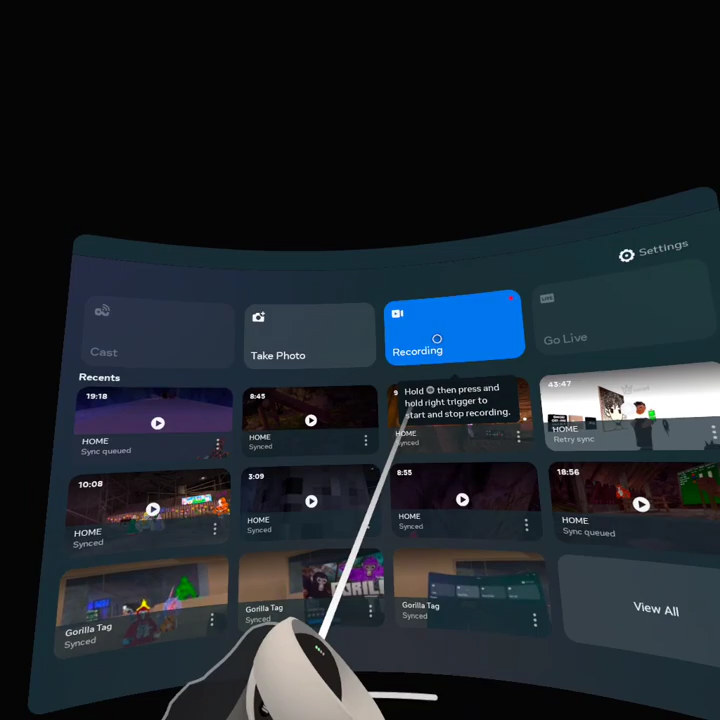 Settings
Cast
Take Photo
Recording
LIVE
Go Live
Recents
Hold then press and
hold right trigger to
start and stop recording.
19:18
HOME
Sync queued
8:45
HOME
Synced
9
HOME
Synced
43:47
HOME
Retry sync
10:08
HOME
Synced
3:09
HOME
Synced
8:55
HOME
Synced
18:56
HOME
Sync queued
Gorilla Tag
Synced
GORIL
Gorilla Tag
Synced
Gorilla Tag
Synced
View All